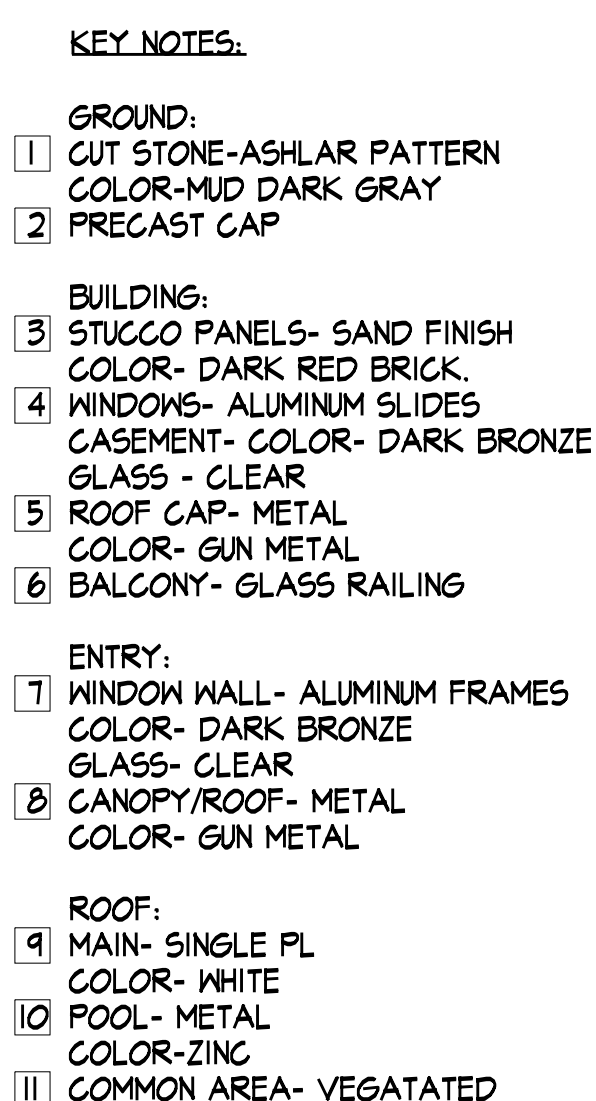 KEY NOTES:
GROUND:
1 CUT STONE-ASHLAR PATTERN
COLOR-MUD DARK GRAY
2 PRECAST CAP
BUILDING:
3 STUCCO PANELS- SAND FINISH
COLOR- DARK RED BRICK.
4 WINDOWS- ALUMINUM SLIDES
CASEMENT- COLOR- DARK BRONZE
GLASS - CLEAR
5 ROOF CAP- METAL
COLOR- GUN METAL
6 BALCONY- GLASS RAILING
ENTRY:
7 WINDOW WALL- ALUMINUM FRAMES
COLOR- DARK BRONZE
GLASS- CLEAR
8 CANOPY/ROOF- METAL
COLOR- GUN METAL
ROOF:
9 MAIN- SINGLE PL
COLOR- WHITE
10 POOL- METAL
COLOR-ZINC
11 COMMON AREA- VEGATATED